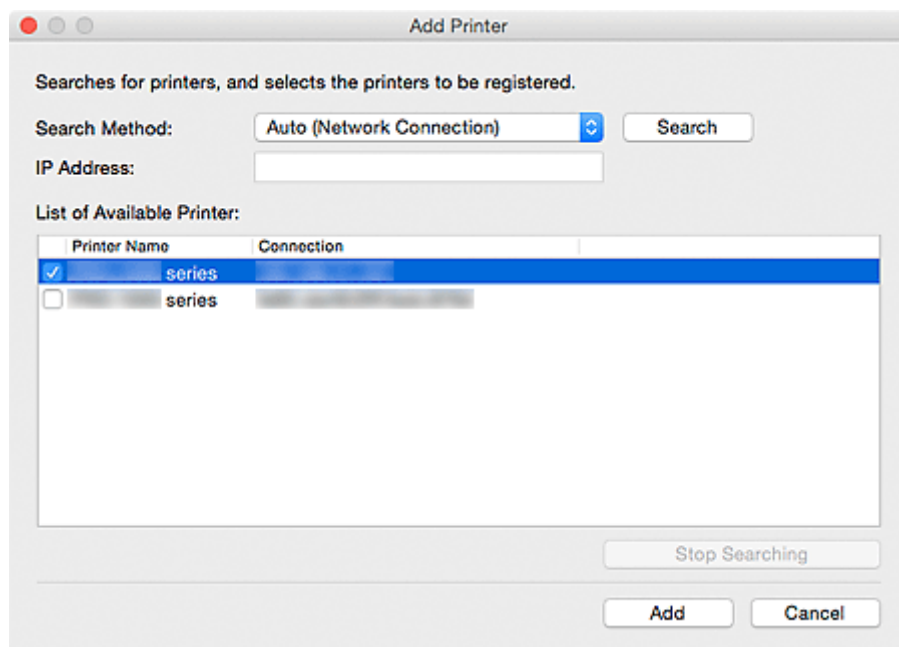 Add Printer
Searches for printers, and selects the printers to be registered.
Search Method: Auto (Network Connection) Search
IP Address:
List of Available Printer:
Printer Name Connection
series
series
Stop Searching
Add Cancel